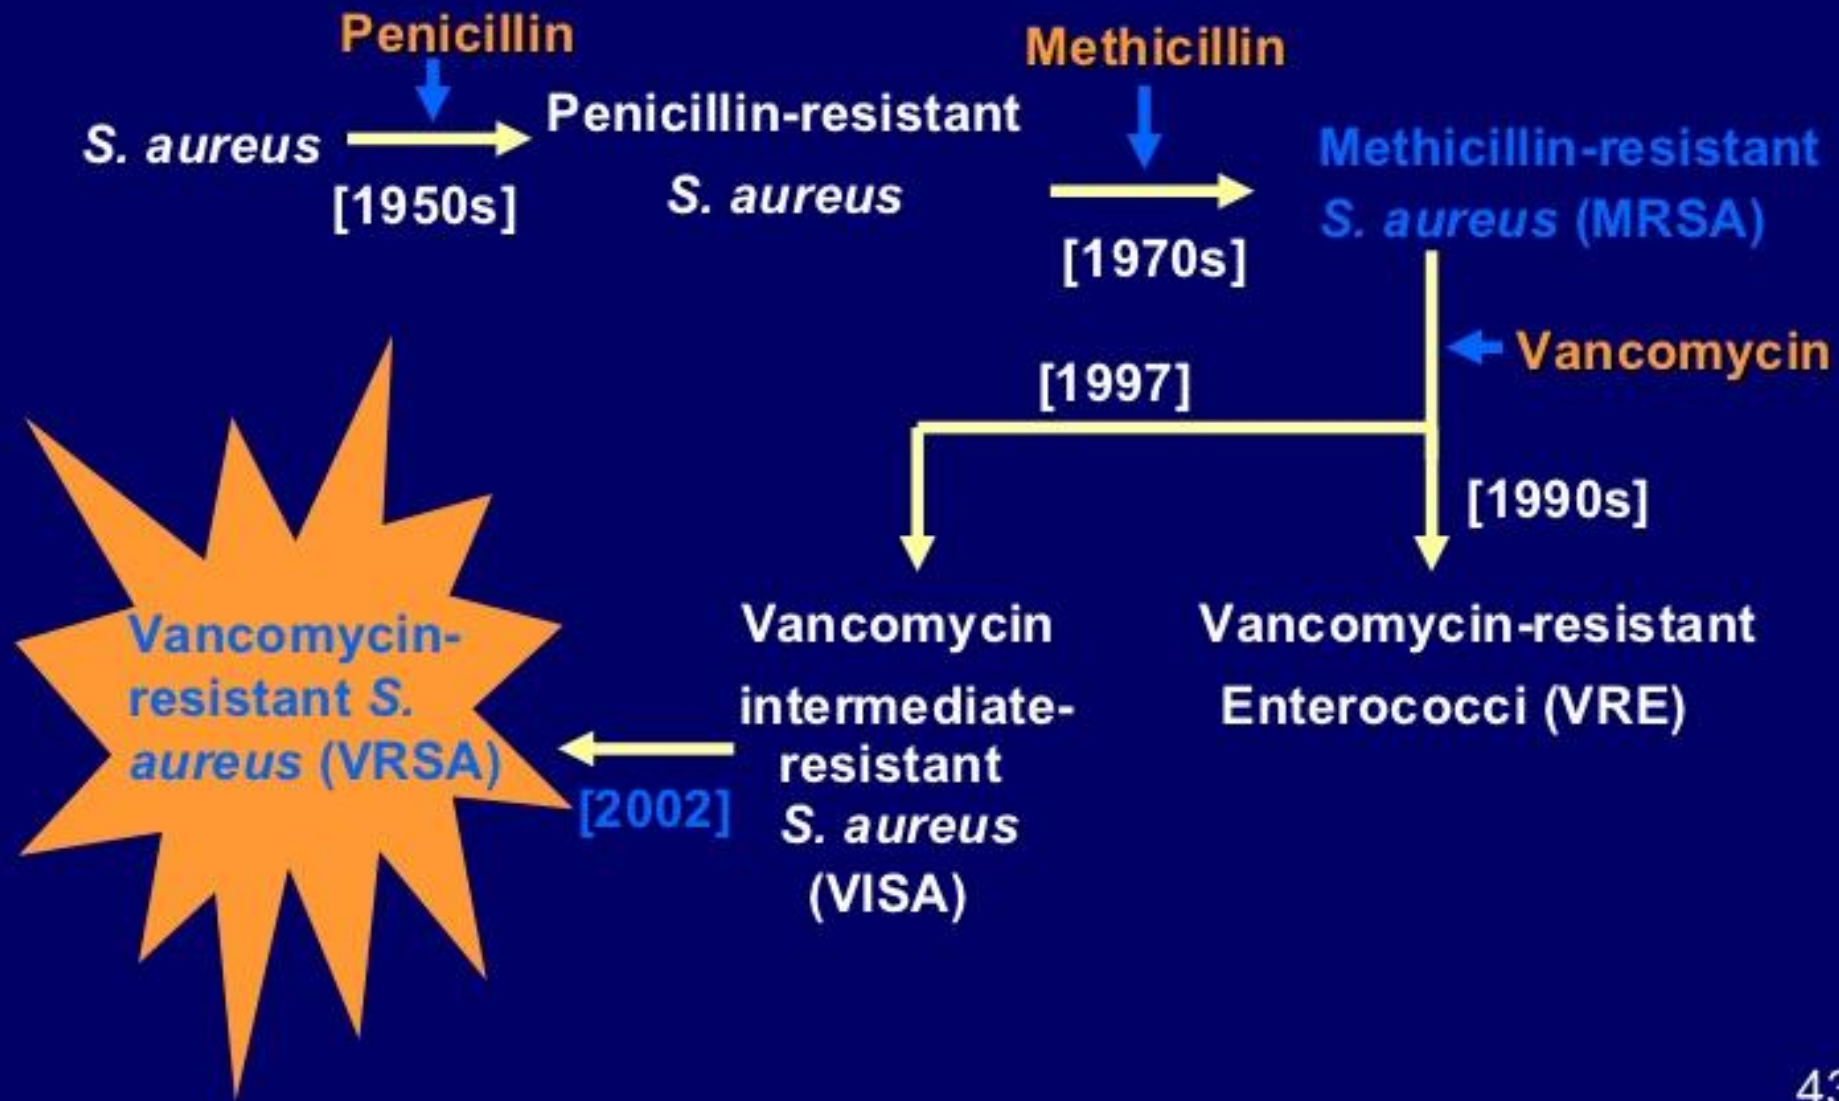 Penicillin
Methicillin
S. aureus
Penicillin-resistant
S. aureus
[1950s]
Methicillin-resistant
S. aureus (MRSA)
[1970s]
Vancomycin
[1997]
[1990s]
Vancomycin-
resistant S.
aureus (VRSA)
[2002]
Vancomycin
intermediate-
resistant
S. aureus
(VISA)
Vancomycin-resistant
Enterococci (VRE)
43